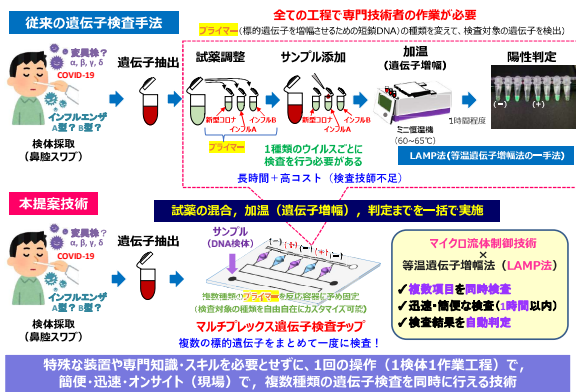 従来の遺伝子検査手法
全ての工程で専門技術者の作業が必要
プライマー(標的遺伝子を増幅させるための短鎖DNA)の種類を変えて、検査対象の遺伝子を検出
変異株？
α, β, γ, δ
COVID-19
インフルエンザ
A型？B型？
検体採取
(鼻腔スワブ)
遺伝子抽出
試薬調整
新型コロナ
インフルB
インフルA
プライマー
サンプル添加
新型コロナ
インフルB
インフルA
1種類のウイルスごとに
検査を行う必要がある
長時間＋高コスト（検査技師不足）
加温
(遺伝子増幅)
ミニ恒温機
(60~65℃)
1時間程度
陽性判定
(−)
(+)
LAMP法(等温遺伝子増幅法の一手法)
本提案技術
試薬の混合，加温（遺伝子増幅），判定までを一括で実施
変異株？
α, β, γ, δ
COVID-19
インフルエンザ
A型？B型？
検体採取
(鼻腔スワブ)
遺伝子抽出
サンプル
(DNA検体)
(−)
(+)
(−)
(+)
(−)
複数種類のプライマーを反応容器に予め固定
(検査対象の種類を自由自在にカスタマイズ可能)
マルチプレックス遺伝子検査チップ
複数の標的遺伝子をまとめて一度に検査！
マイクロ流体制御技術
×
等温遺伝子増幅法（LAMP法）
✓複数項目を同時検査
✓迅速・簡便な検査(1時間以内)
✓検査結果を自動判定
特殊な装置や専門知識・スキルを必要とせずに，1回の操作（1検体1作業工程）で，
簡便・迅速・オンサイト（現場）で，複数種類の遺伝子検査を同時に行える技術